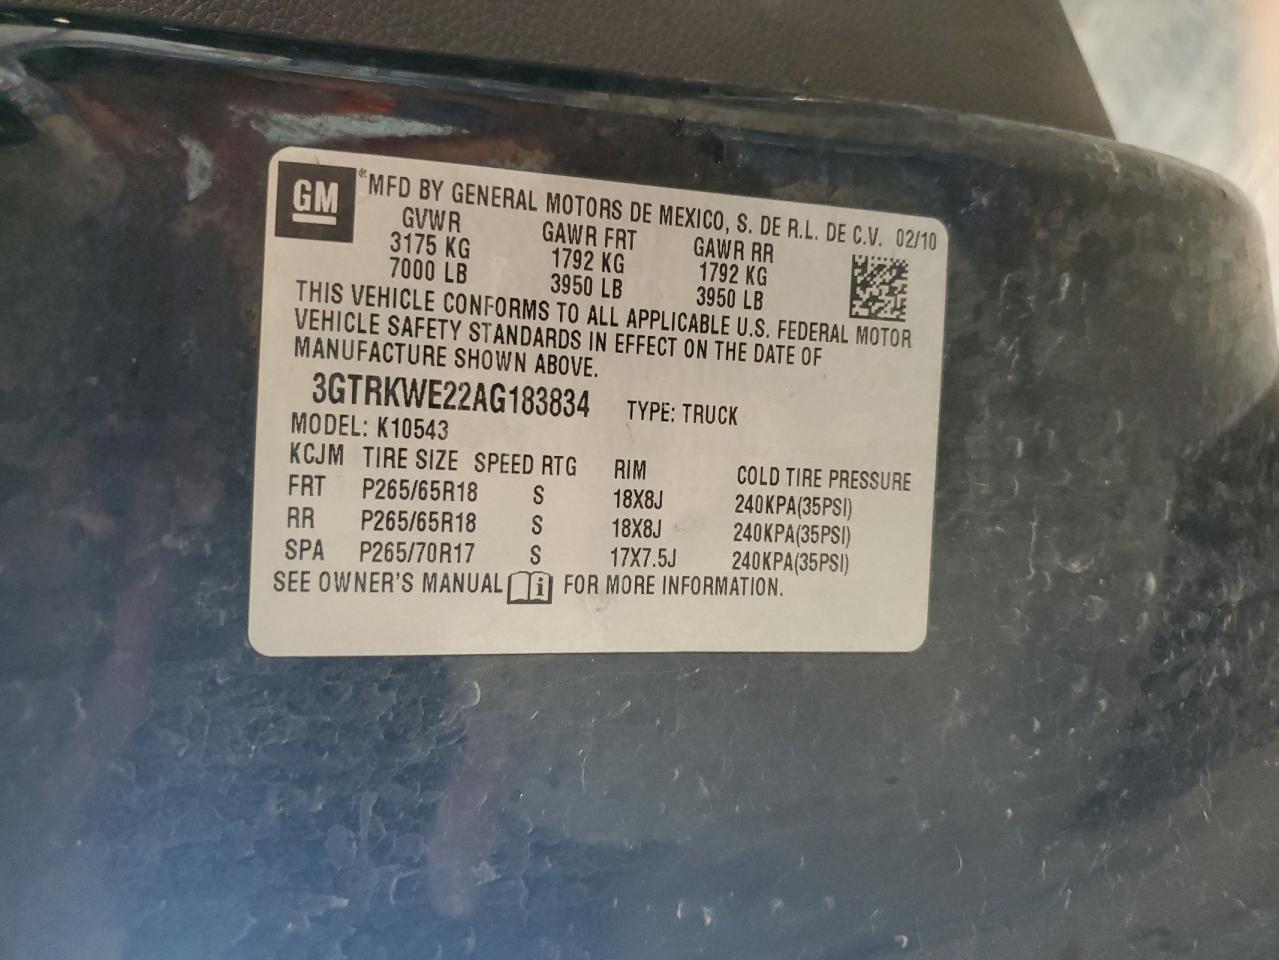 GM
® MFD BY GENERAL MOTORS DE MEXICO, S. DE R.L. DE C.V. 02/10
GVWR GAWR FRT GAWR RR
3175 KG 1792 KG 1792 KG
7000 LB 3950 LB 3950 LB
THIS VEHICLE CONFORMS TO ALL APPLICABLE U.S. FEDERAL MOTOR
VEHICLE SAFETY STANDARDS IN EFFECT ON THE DATE OF
MANUFACTURE SHOWN ABOVE.
3GTRKWE22AG183834 TYPE: TRUCK
MODEL: K10543
KCJM TIRE SIZE SPEED RTG RIM COLD TIRE PRESSURE
FRT P265/65R18 S 18X8J 240KPA(35PSI)
RR P265/65R18 S 18X8J 240KPA(35PSI)
SPA P265/70R17 S 17X7.5J 240KPA(35PSI)
SEE OWNER'S MANUAL i FOR MORE INFORMATION.